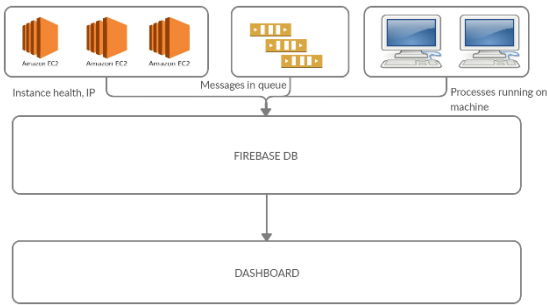 Amazon EC2
Amazon EC2
Amazon EC2
Instance health, IP
Messages in queue
Processes running on
machine
FIREBASE DB
DASHBOARD